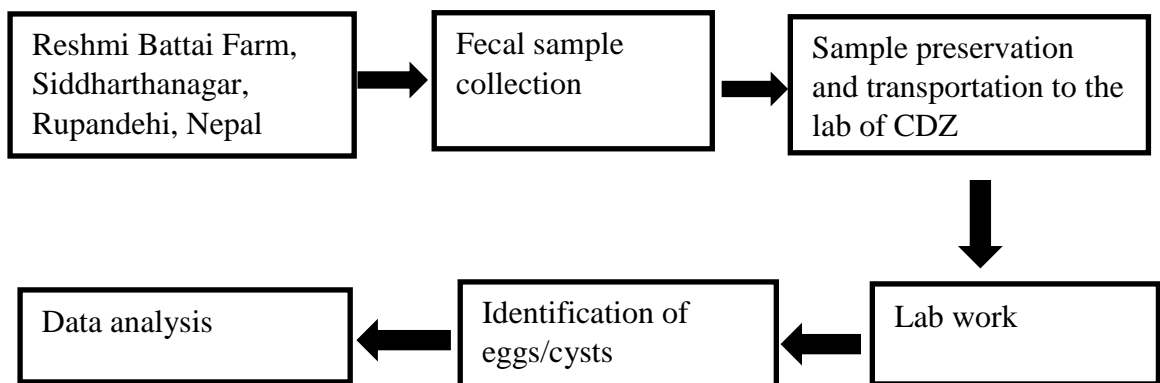 Reshmi Battai Farm,
Siddharthanagar,
Rupandehi, Nepal
Fecal sample
collection
Sample preservation
and transportation to the
lab of CDZ
Lab work
Identification of
eggs/cysts
Data analysis